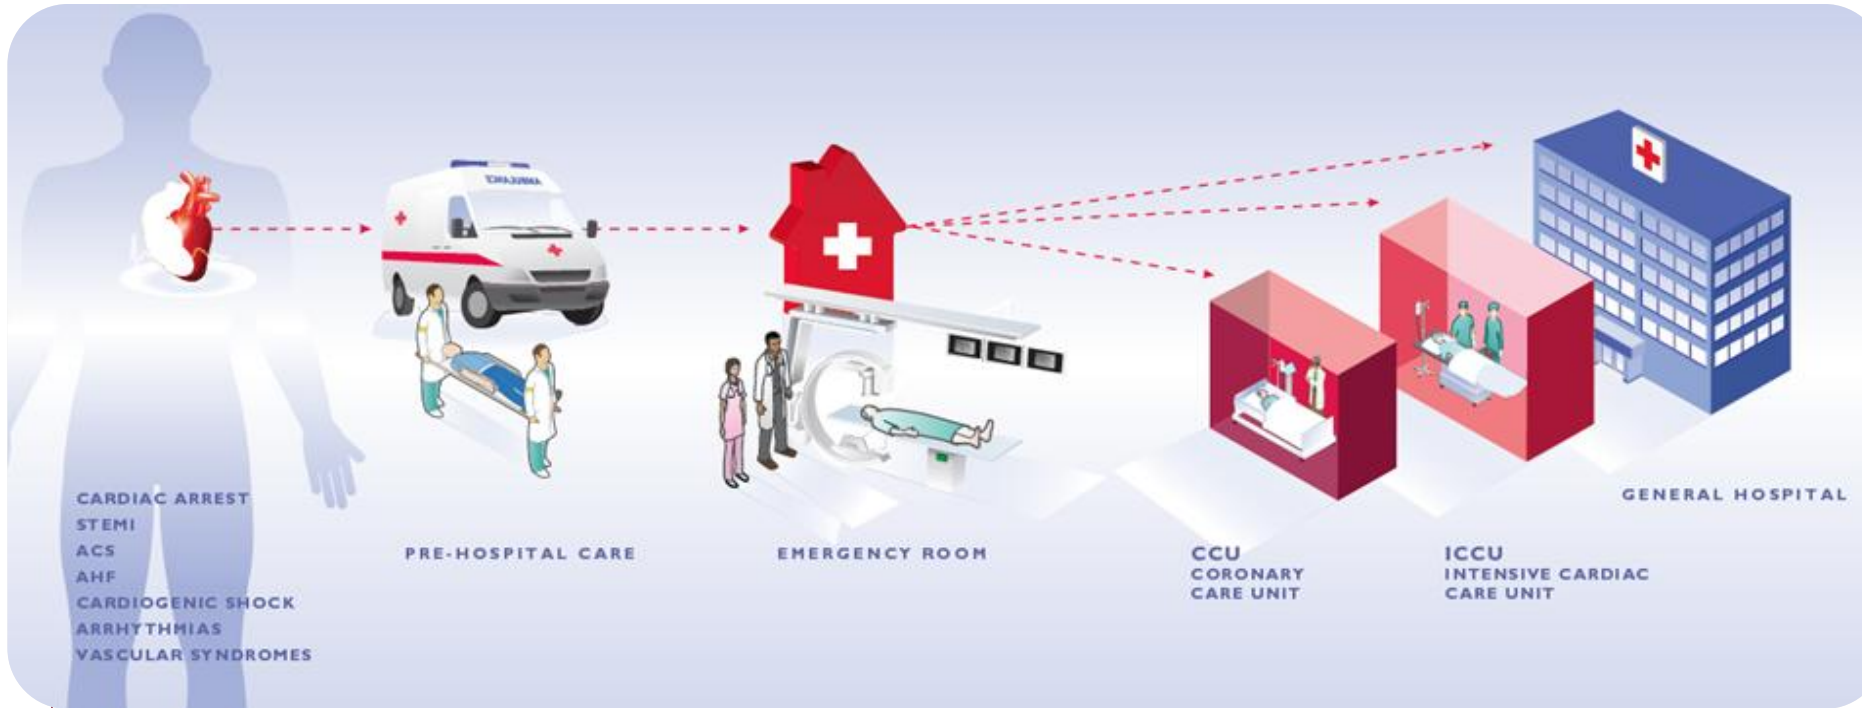 CARDIAC ARREST
STEMI
ACS
AHF
CARDIOGENIC SHOCK
ARRHYTHMIAS
VASCULAR SYNDROMES
PRE-HOSPITAL CARE
EMERGENCY ROOM
CCU
CORONARY
CARE UNIT
ICCU
INTENSIVE CARDIAC
CARE UNIT
GENERAL HOSPITAL